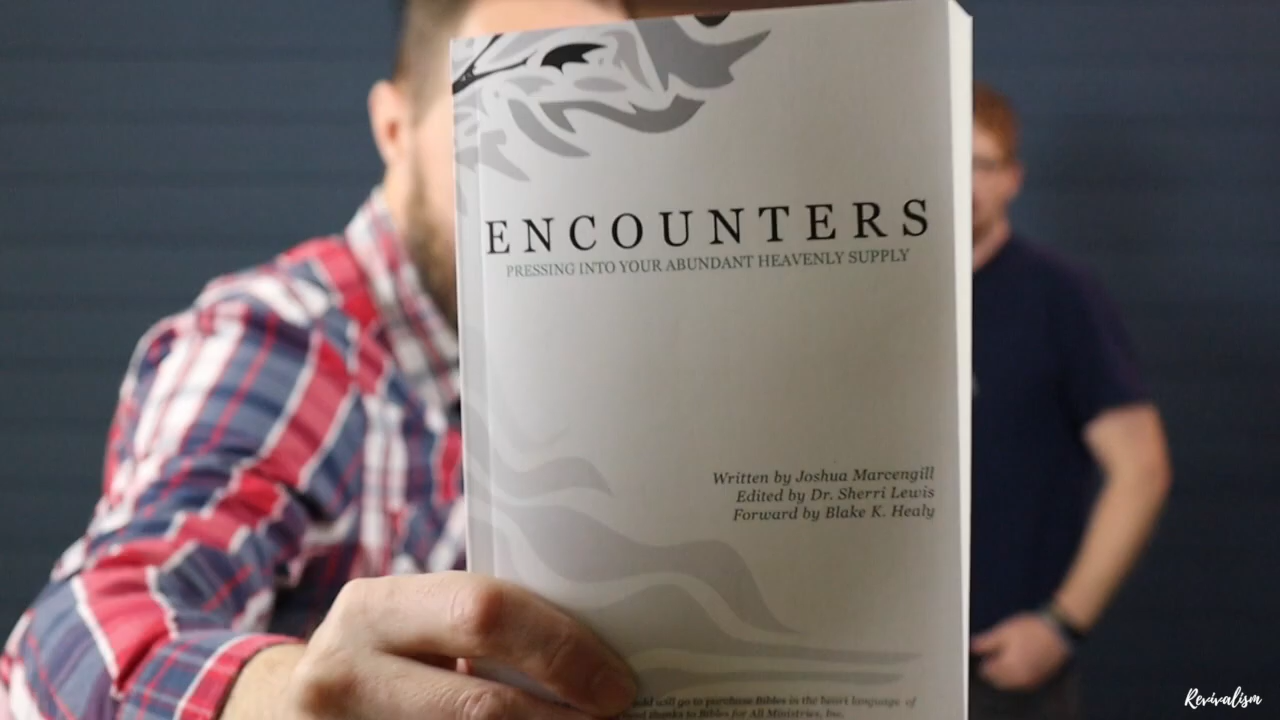 ENCOUNTERS
PRESSING INTO YOUR ABUNDANT HEAVENLY SUPPLY
Written by Joshua Marcengill
Edited by Dr. Sherri Lewis
Forward by Blake K. Healy
will go to purchase Bibles in the heart language of
thanks to Bibles for All Ministries, Inc.
Revivalism